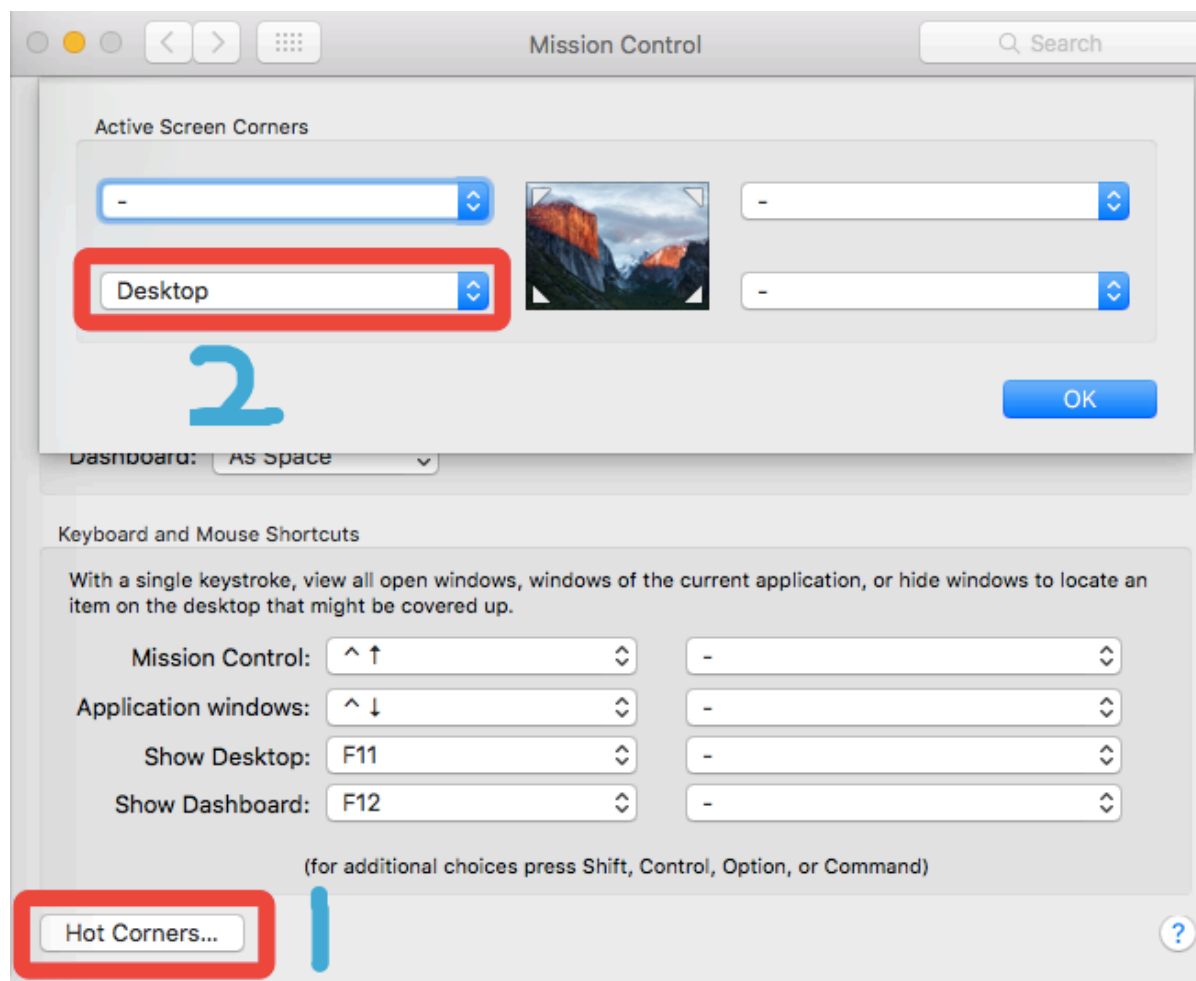 Mission Control
Search
Active Screen Corners
-
-
Desktop
-
2
OK
Dashboard: As Space
Keyboard and Mouse Shortcuts
With a single keystroke, view all open windows, windows of the current application, or hide windows to locate an
item on the desktop that might be covered up.
Mission Control: ^ ↑ -
Application windows: ^ ↓ -
Show Desktop: F11 -
Show Dashboard: F12 -
(for additional choices press Shift, Control, Option, or Command)
Hot Corners...
1
?